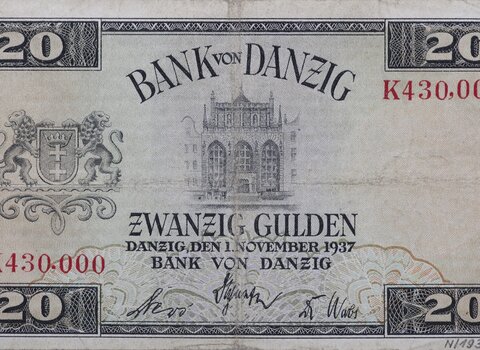 20 20
BANK VON DANZIG
K430,00
ZWANZIG GULDEN
DANZIG, DEN 1. NOVEMBER 1937
K430,000
BANK VON DANZIG
20 20
N/193